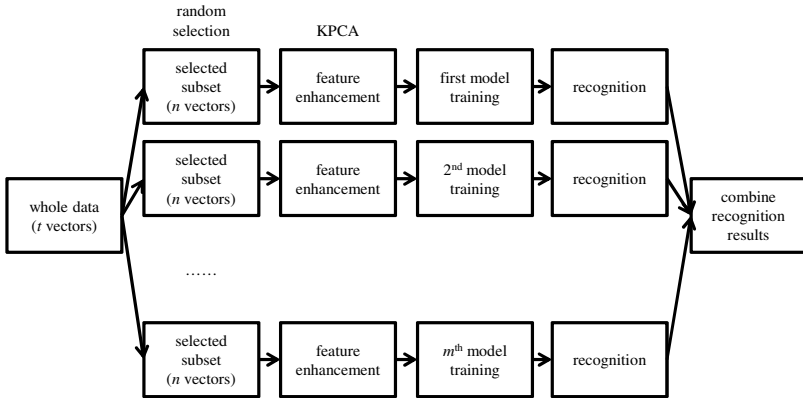 random
selection
KPCA
selected
subset
(n vectors)
feature
enhancement
first model
training
recognition
selected
subset
(n vectors)
feature
enhancement
2nd model
training
recognition
whole data
(t vectors)
combine
recognition
results
……
selected
subset
(n vectors)
feature
enhancement
mth model
training
recognition